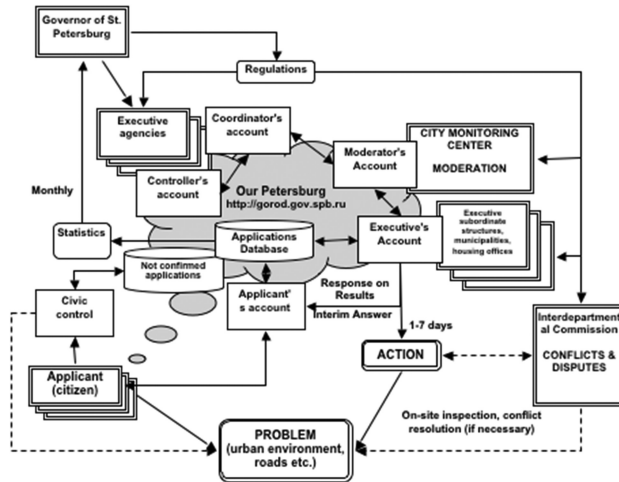 Governor of St.
Petersburg
Regulations
Executive
agencies
Coordinator's
account
Controller's
account
Moderator's
Account
CITY MONITORING
CENTER
MODERATION
Our Petersburg
http://gorod.gov.spb.ru
Monthly
Statistics
Applications
Database
Executive's
Account
Executive
subordinate
structures,
municipalities,
housing offices
Not confirmed
applications
Civic
control
Applicant'
s account
Response on
Results
Interim Answer
1-7 days
ACTION
Interdepartment
al Commission
CONFLICTS &
DISPUTES
Applicant
(citizen)
On-site inspection, conflict
resolution (if necessary)
PROBLEM
(urban environment,
roads etc.)